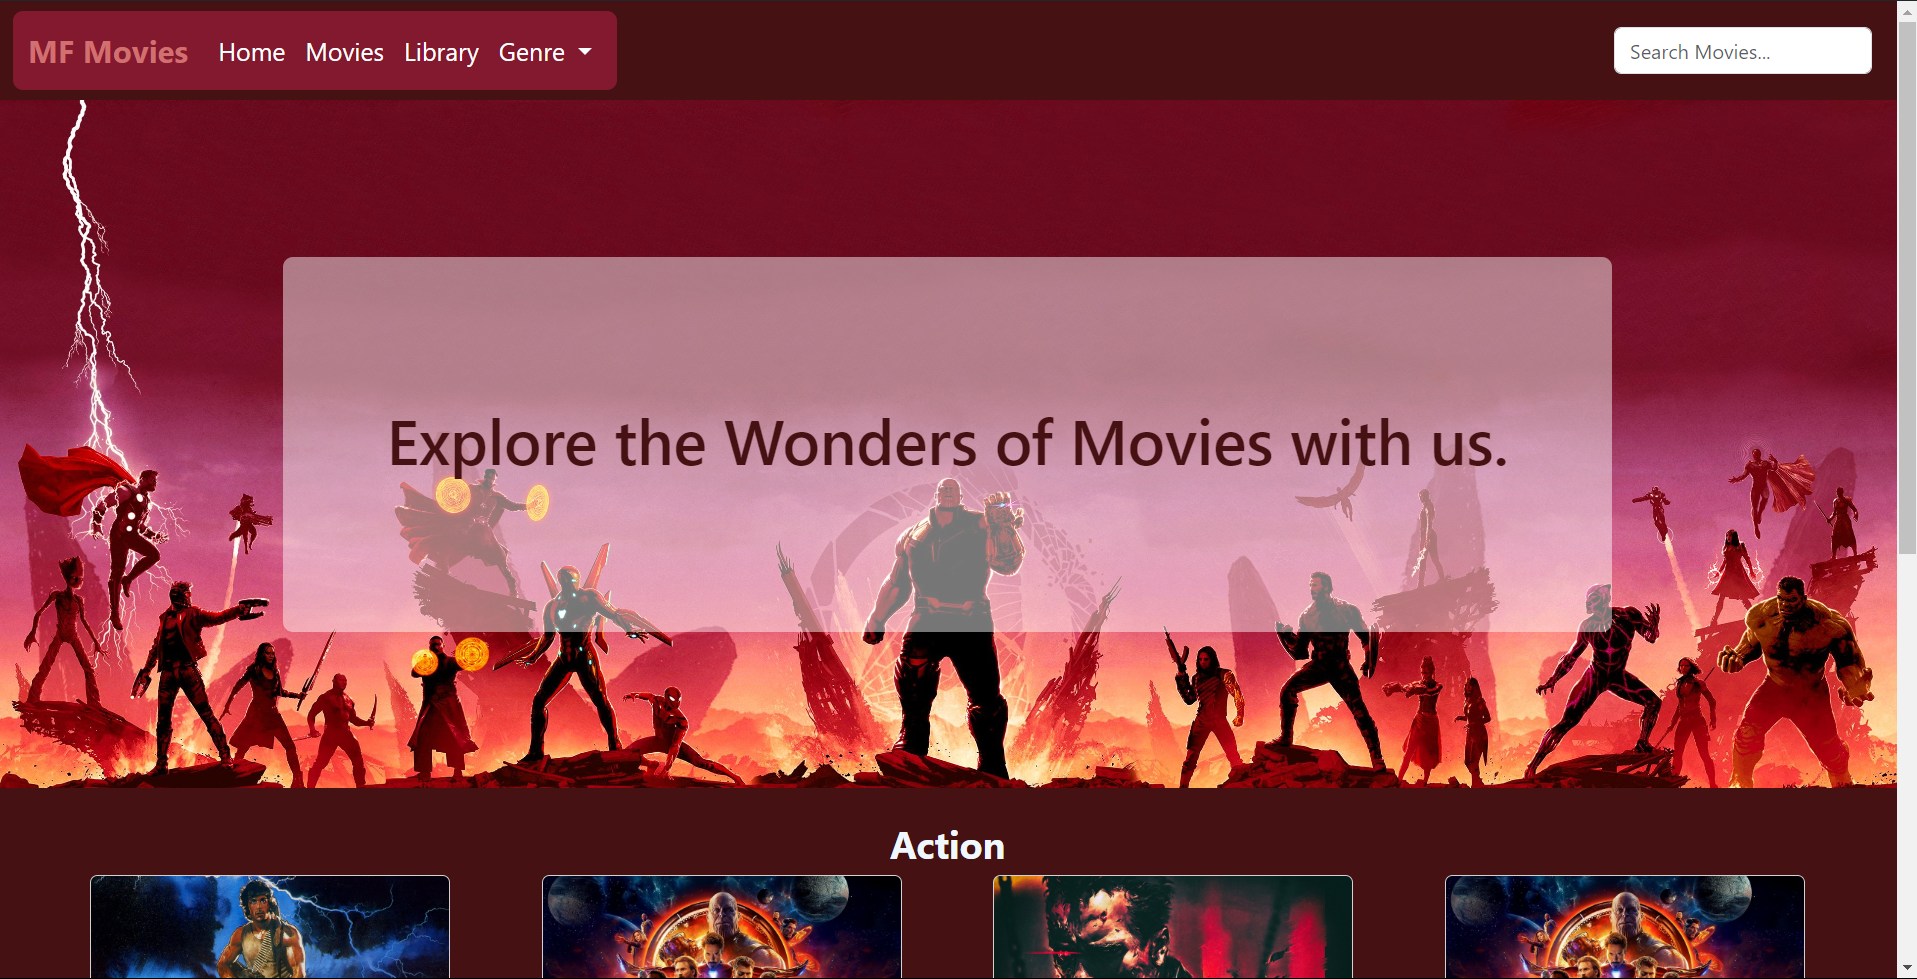 MF Movies Home Movies Library Genre Search Movies...
Explore the Wonders of Movies with us.
Action